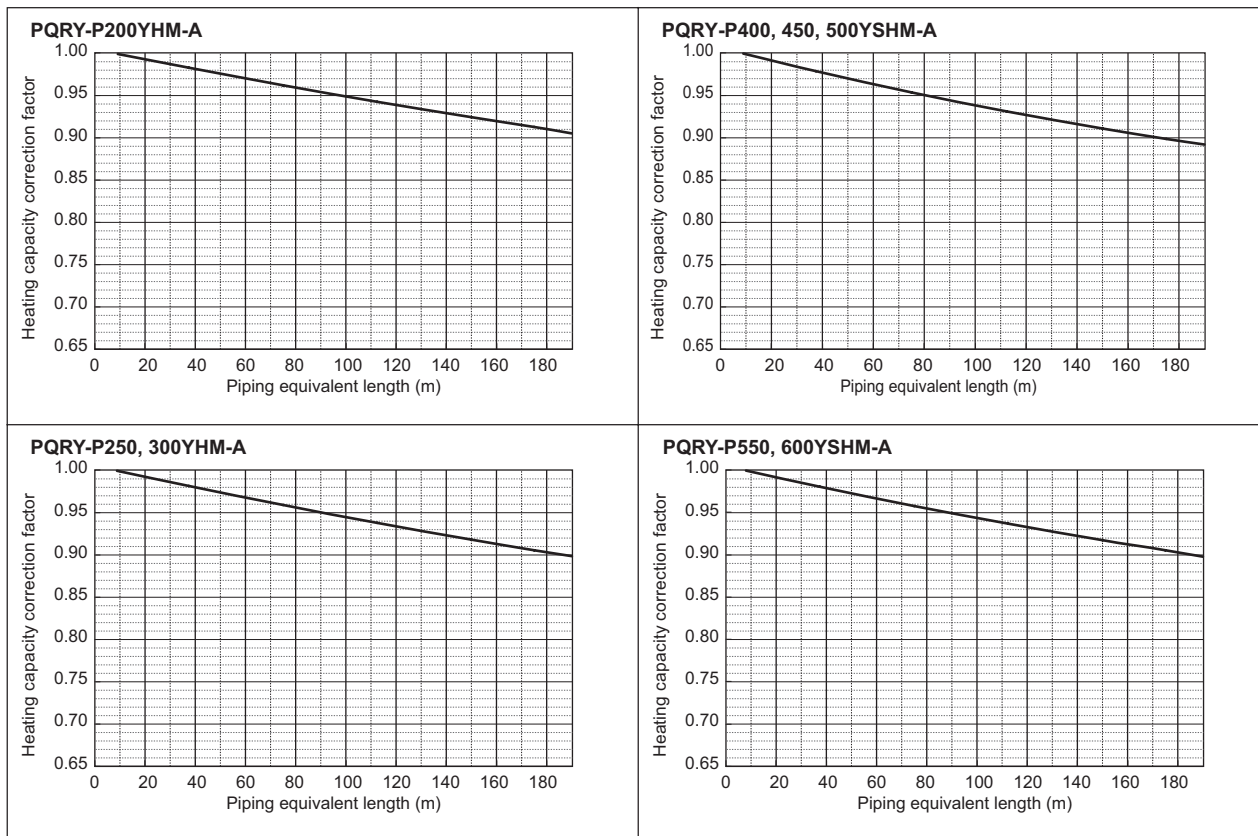 PQRY-P200YHM-A
Heating capacity correction factor
1.00
0.95
0.90
0.85
0.80
0.75
0.70
0.65
0 20 40 60 80 100 120 140 160 180
Piping equivalent length (m)
PQRY-P400, 450, 500YSHM-A
Heating capacity correction factor
1.00
0.95
0.90
0.85
0.80
0.75
0.70
0.65
0 20 40 60 80 100 120 140 160 180
Piping equivalent length (m)
PQRY-P250, 300YHM-A
Heating capacity correction factor
1.00
0.95
0.90
0.85
0.80
0.75
0.70
0.65
0 20 40 60 80 100 120 140 160 180
Piping equivalent length (m)
PQRY-P550, 600YSHM-A
Heating capacity correction factor
1.00
0.95
0.90
0.85
0.80
0.75
0.70
0.65
0 20 40 60 80 100 120 140 160 180
Piping equivalent length (m)